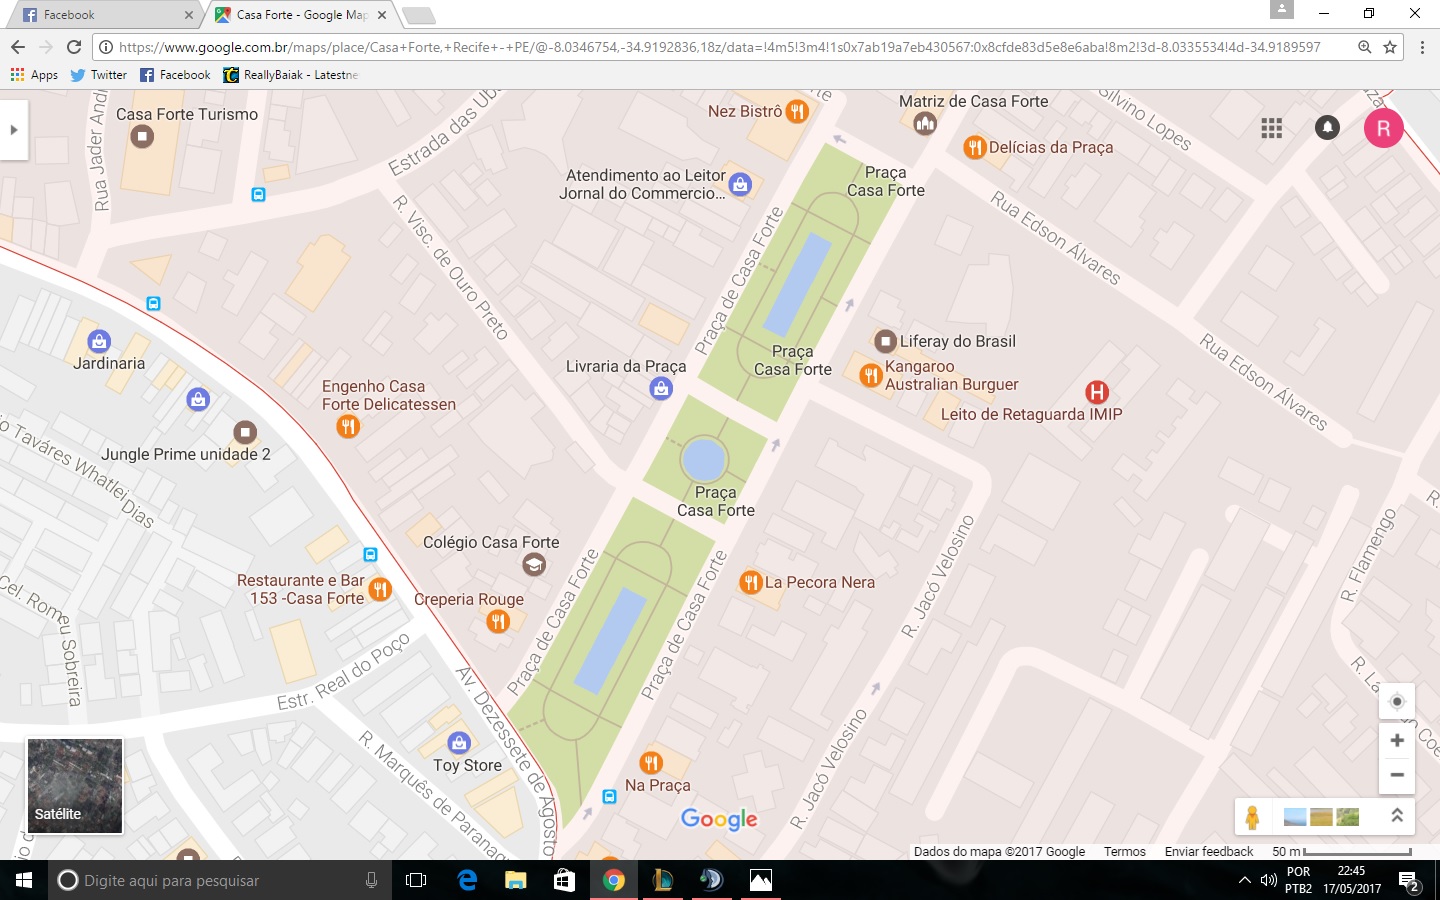 Facebook
Casa Forte - Google Map
https://www.google.com.br/maps/place/Casa+Forte,+Recife+-+PE/@-8.0346754,-34.9192836,18z/data=!4m5!3m4!1s0x7ab19a7eb430567:0x8cfde83d5e8e6aba!8m2!3d-8.0335534!4d-34.9189597
Apps
Twitter
Facebook
ReallyBaiak - Latestne
Casa Forte Turismo
Rua Jader Andr
Estrada das Ub
Nez Bistrô
Matriz de Casa Forte
Silvino Lopes
R
Delícias da Praça
Atendimento ao Leitor
Jornal do Commercio...
Praça
Casa Forte
R. Visc. de Ouro Preto
Praça de Casa Forte
Rua Edson Álvares
Jardinaria
Livraria da Praça
Praça
Casa Forte
Liferay do Brasil
Kangaroo
Australian Burguer
Rua Edson Álvares
Engenho Casa
Forte Delicatessen
Leito de Retaguarda IMIP
H
Jungle Prime unidade 2
io Taváres Whatlei Dias
Praça
Casa Forte
Colégio Casa Forte
R. Jacó Velosino
R. Flamengo
Restaurante e Bar
153 -Casa Forte
Creperia Rouge
La Pecora Nera
Cel. Romeu Sobreira
Praça de Casa Forte
Praça de Casa Forte
Estr. Real do Poço
Av. Dezessete de Agosto
R. La
R. Marquês de Paranag
Toy Store
Na Praça
R. Jacó Velosino
Satélite
Google
Dados do mapa ©2017 Google
Termos
Enviar feedback
50 m
Digite aqui para pesquisar
POR
PTB2
22:45
17/05/2017
2